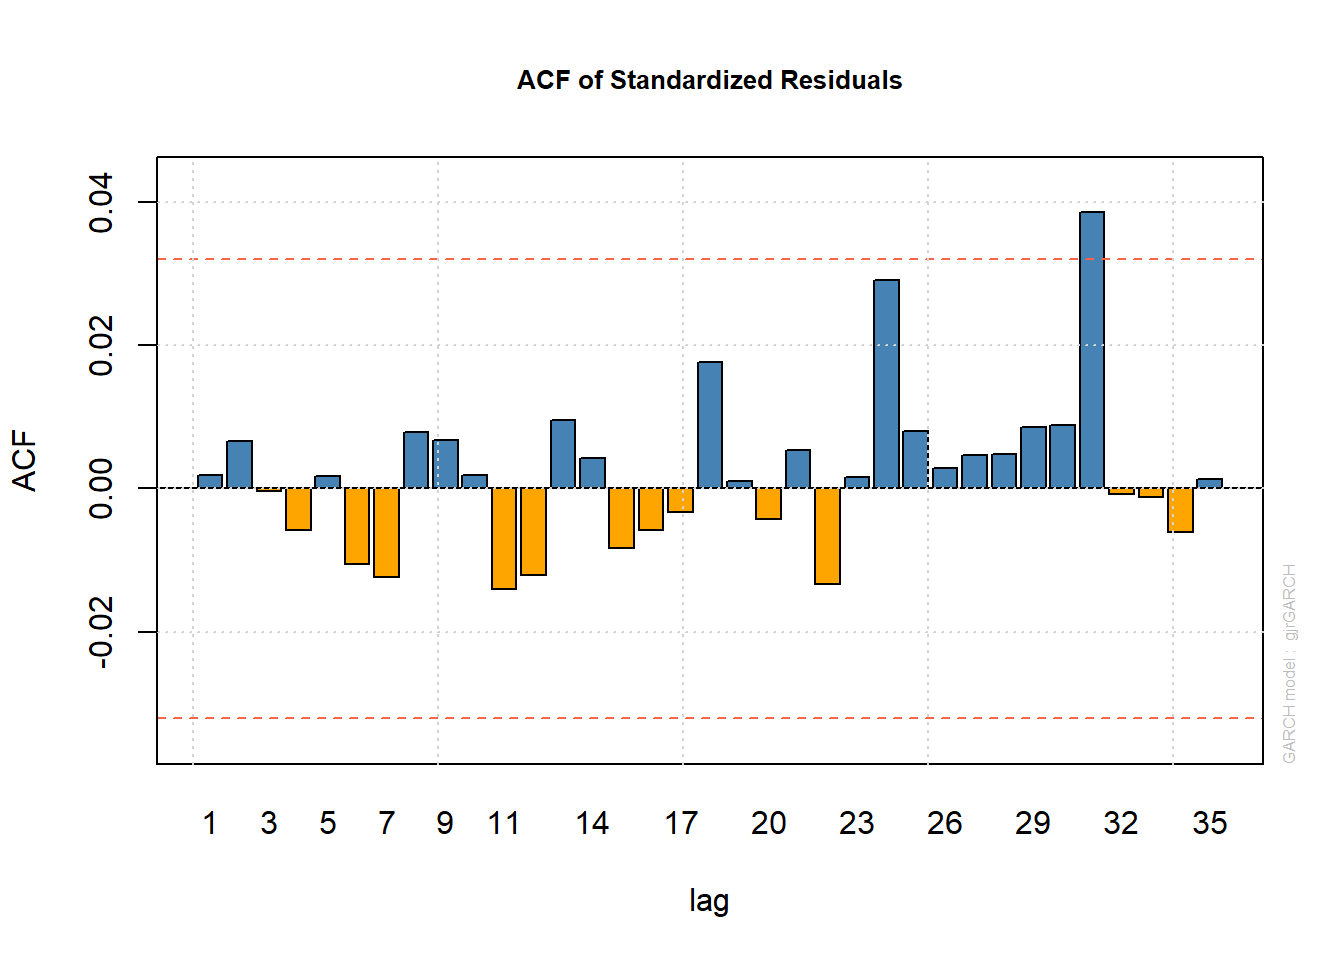 ACF of Standardized Residuals
0.04
0.02
0.00
-0.02
ACF
1 3 5 7 9 11 14 17 20 23 26 29 32 35
lag
GARCH model : gjrGARCH